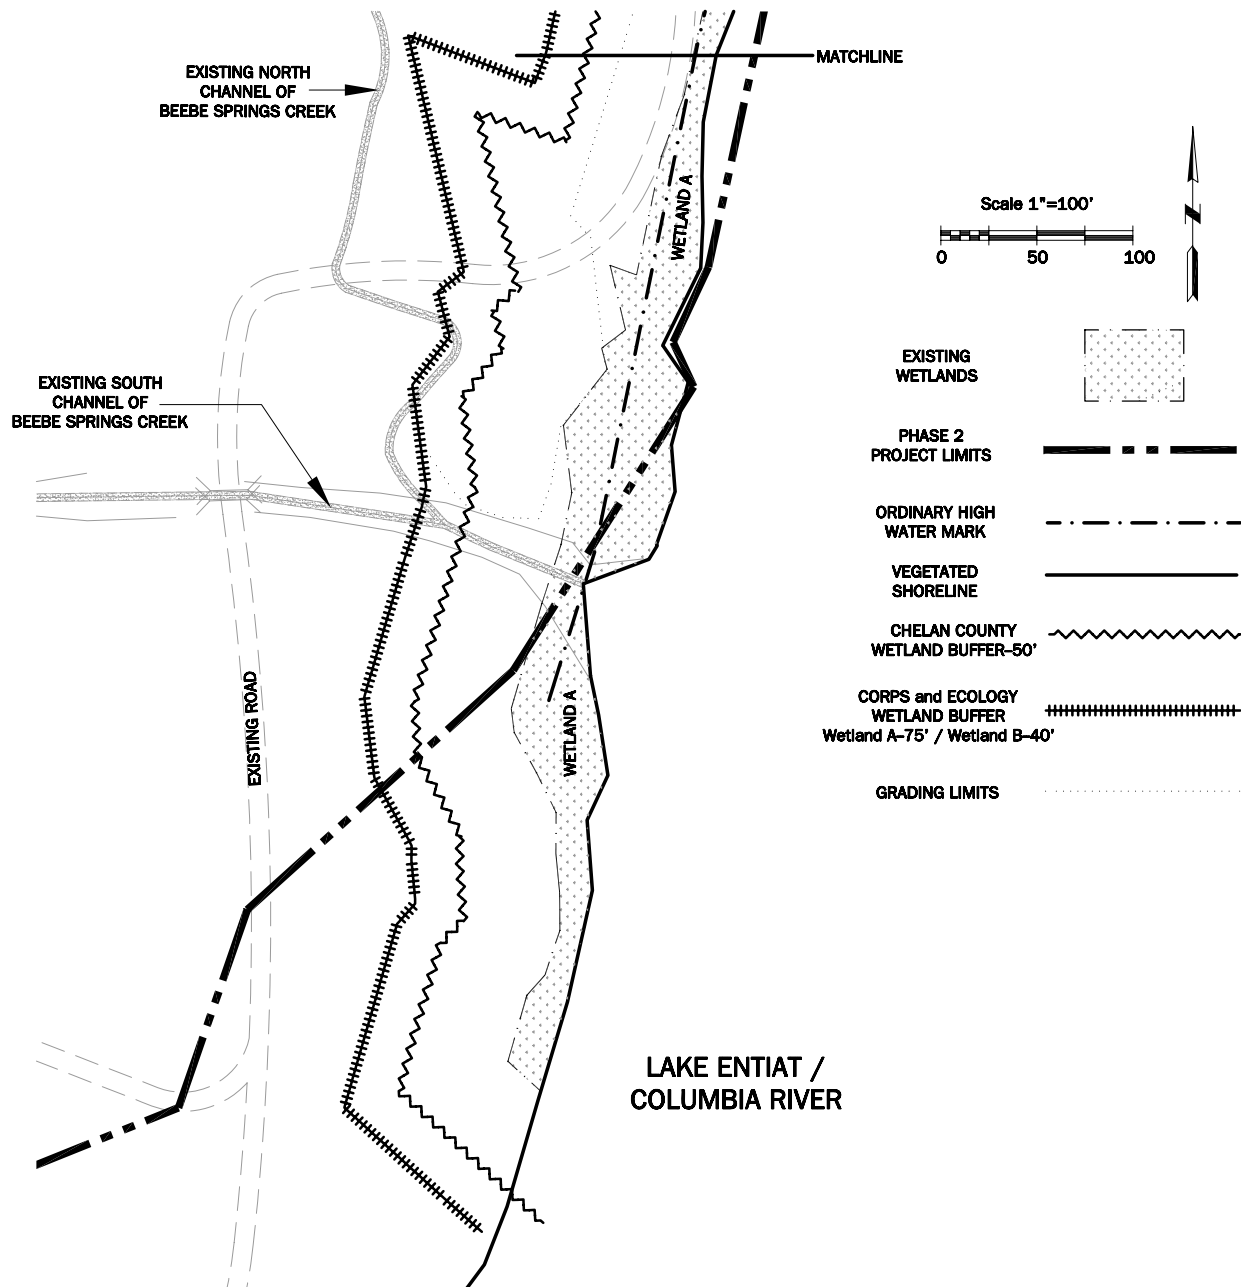 MATCHLINE
EXISTING NORTH
CHANNEL OF
BEEBE SPRINGS CREEK
WETLAND A
Scale 1"=100'
0 50 100
EXISTING
WETLANDS
EXISTING SOUTH
CHANNEL OF
BEEBE SPRINGS CREEK
PHASE 2
PROJECT LIMITS
ORDINARY HIGH
WATER MARK
VEGETATED
SHORELINE
CHELAN COUNTY
WETLAND BUFFER-50'
EXISTING ROAD
WETLAND A
CORPS and ECOLOGY
WETLAND BUFFER
Wetland A-75' / Wetland B-40'
GRADING LIMITS
LAKE ENTIAT /
COLUMBIA RIVER